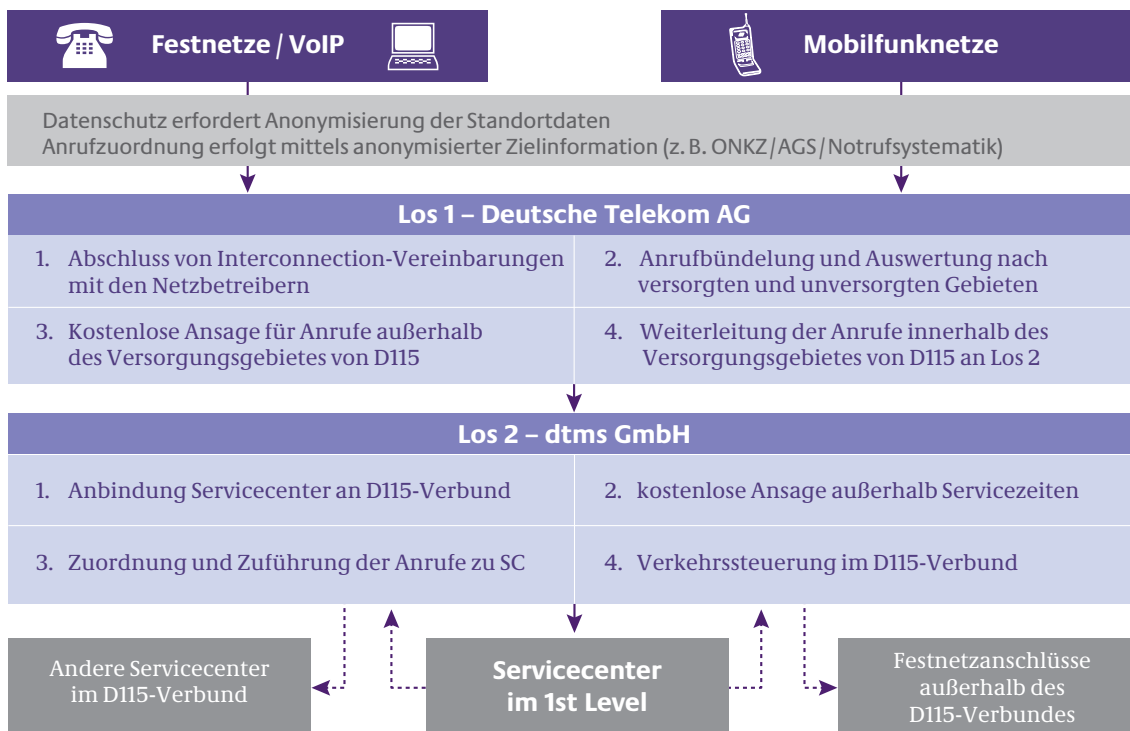 Festnetze / VoIP
Mobilfunknetze
Datenschutz erfordert Anonymisierung der Standortdaten
Anrufzuordnung erfolgt mittels anonymisierter Zielinformation (z. B. ONKZ/AGS/Notrufsystematik)
Los 1 – Deutsche Telekom AG
1. Abschluss von Interconnection-Vereinbarungen
mit den Netzbetreibern
2. Anrufbündelung und Auswertung nach
versorgten und unversorgten Gebieten
3. Kostenlose Ansage für Anrufe außerhalb
des Versorgungsgebietes von D115
4. Weiterleitung der Anrufe innerhalb des
Versorgungsgebietes von D115 an Los 2
Los 2 – dtms GmbH
1. Anbindung Servicecenter an D115-Verbund
2. kostenlose Ansage außerhalb Servicezeiten
3. Zuordnung und Zuführung der Anrufe zu SC
4. Verkehrssteuerung im D115-Verbund
Andere Servicecenter
im D115-Verbund
Servicecenter
im 1st Level
Festnetzanschlüsse
außerhalb des
D115-Verbundes